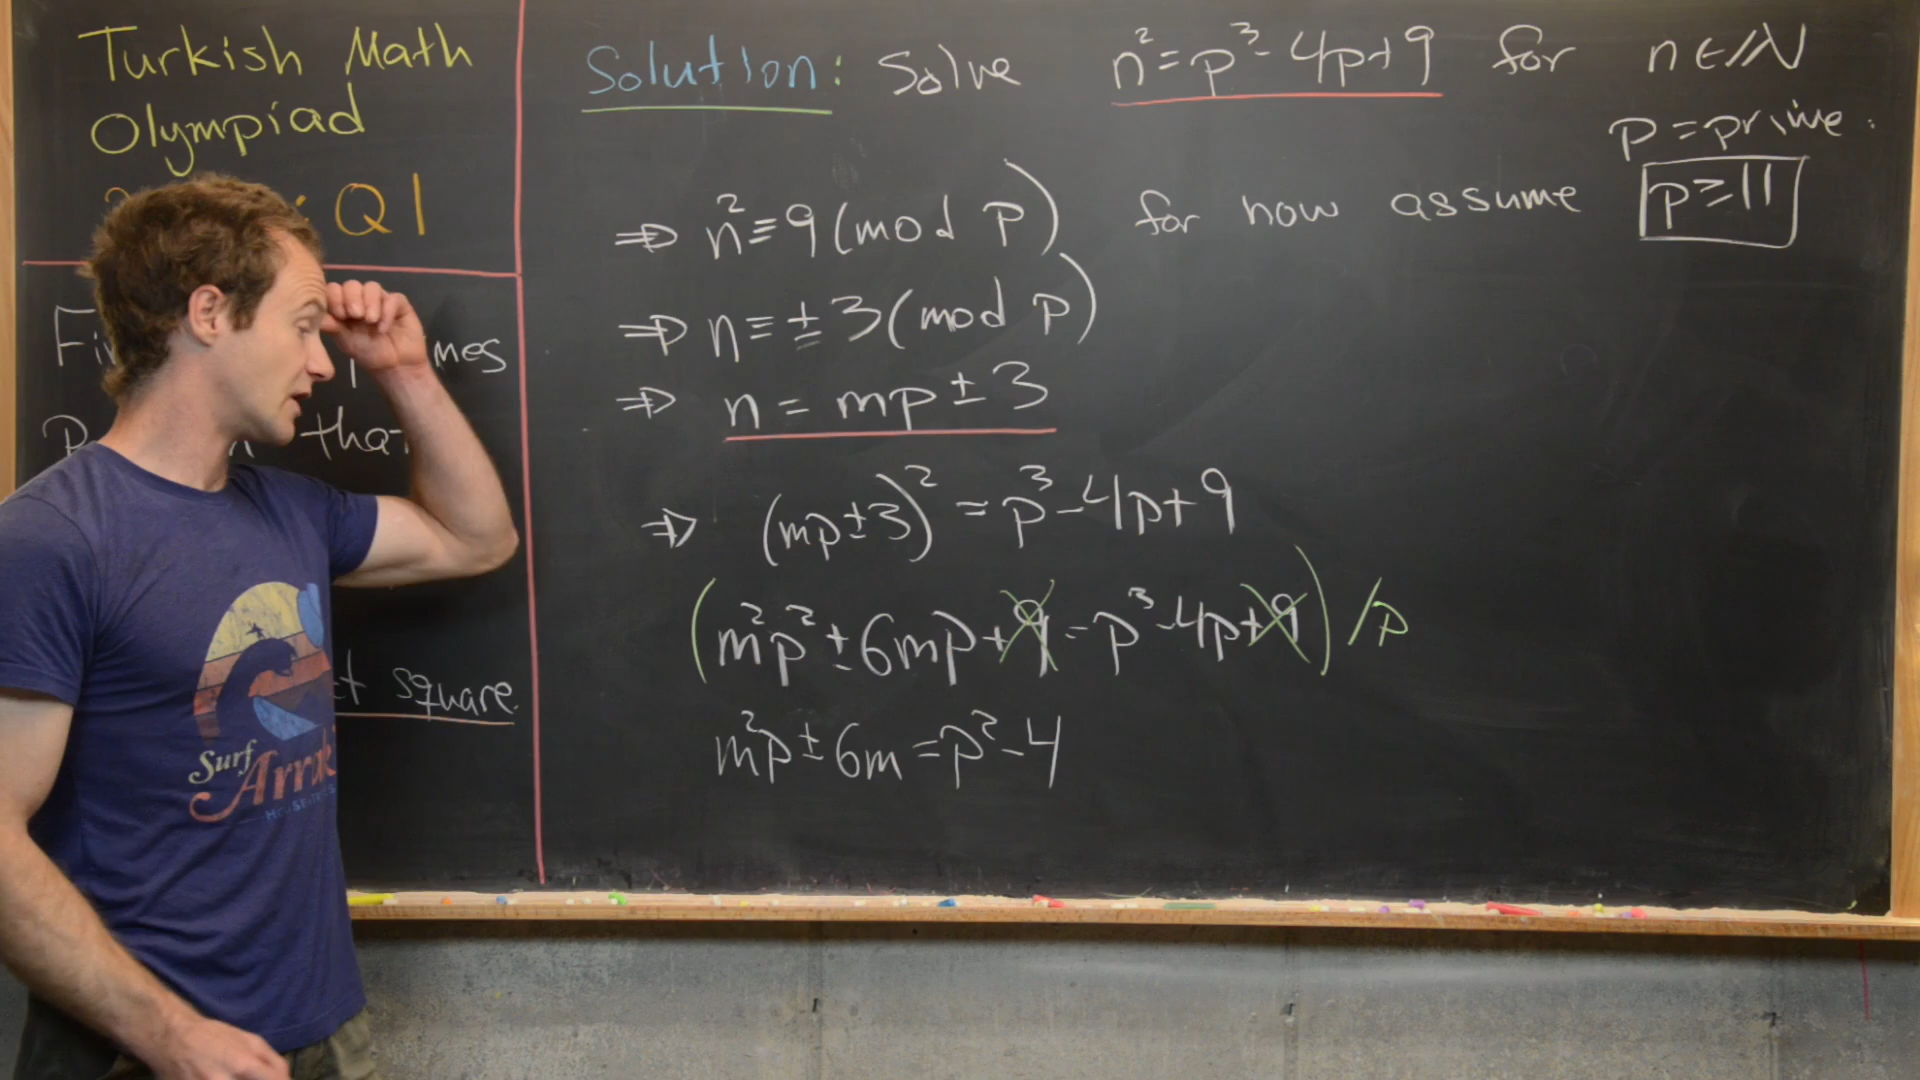 Turkish Math
Olympiad
Q1
mes
tha
square.
Solution: Solve n² = p³ - 4p + 9 for n ∈ ℕ
p = prime.
⇒ n² ≡ 9 (mod p) for now assume p ≥ 11
⇒ n ≡ ± 3 (mod p)
⇒ n = mp ± 3
⇒ (mp ± 3)² = p³ - 4p + 9
(m²p² ± 6mp + 9 = p³ - 4p + 9) / p
m²p ± 6m = p² - 4
Surf